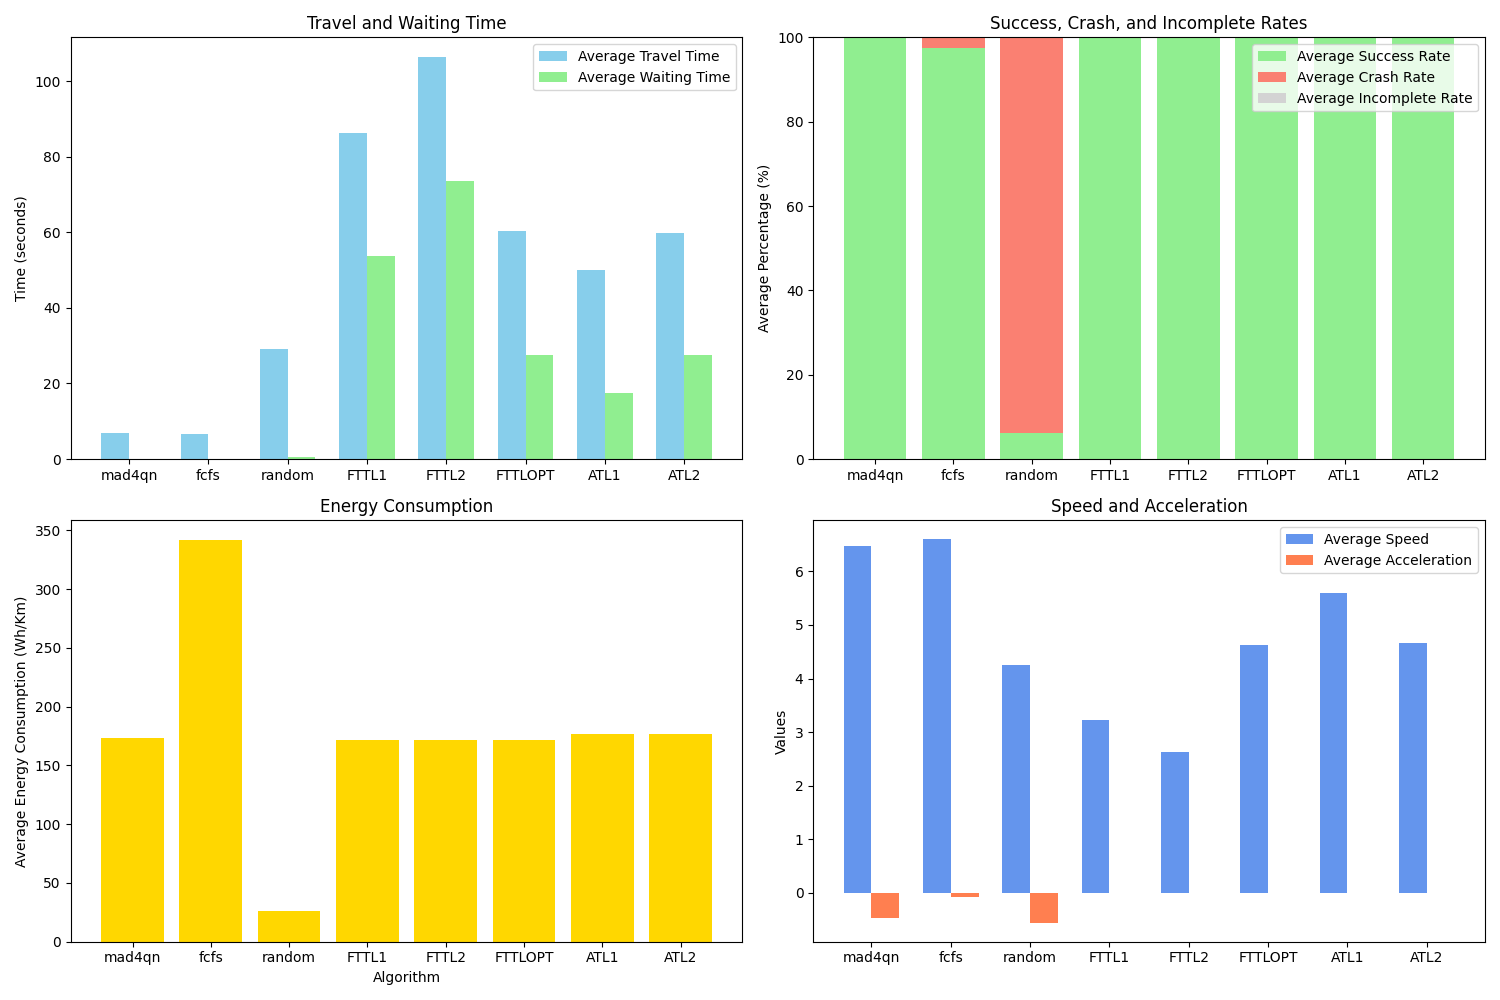 Travel and Waiting Time
Time (seconds)
100
80
60
40
20
0
Average Travel Time
Average Waiting Time
mad4qn fcfs random FTTL1 FTTL2 FTTLOPT ATL1 ATL2
Success, Crash, and Incomplete Rates
Average Percentage (%)
100
80
60
40
20
0
Average Success Rate
Average Crash Rate
Average Incomplete Rate
mad4qn fcfs random FTTL1 FTTL2 FTTLOPT ATL1 ATL2
Energy Consumption
Average Energy Consumption (Wh/Km)
350
300
250
200
150
100
50
0
mad4qn fcfs random FTTL1 FTTL2 FTTLOPT ATL1 ATL2
Algorithm
Speed and Acceleration
Values
6
5
4
3
2
1
0
Average Speed
Average Acceleration
mad4qn fcfs random FTTL1 FTTL2 FTTLOPT ATL1 ATL2